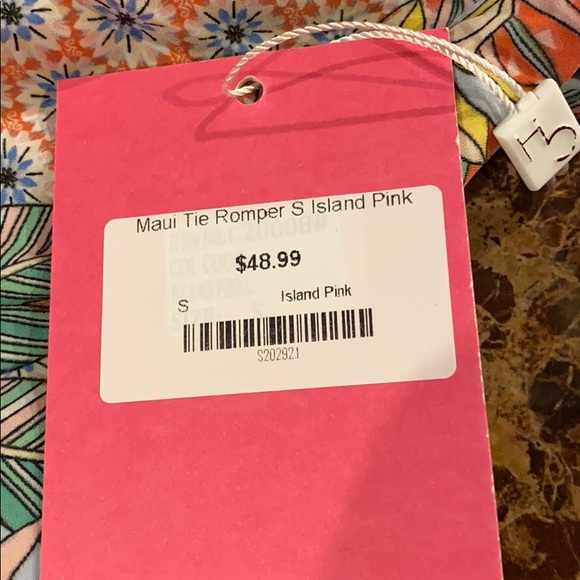 Maui Tie Romper S Island Pink
$48.99
S Island Pink
S202921